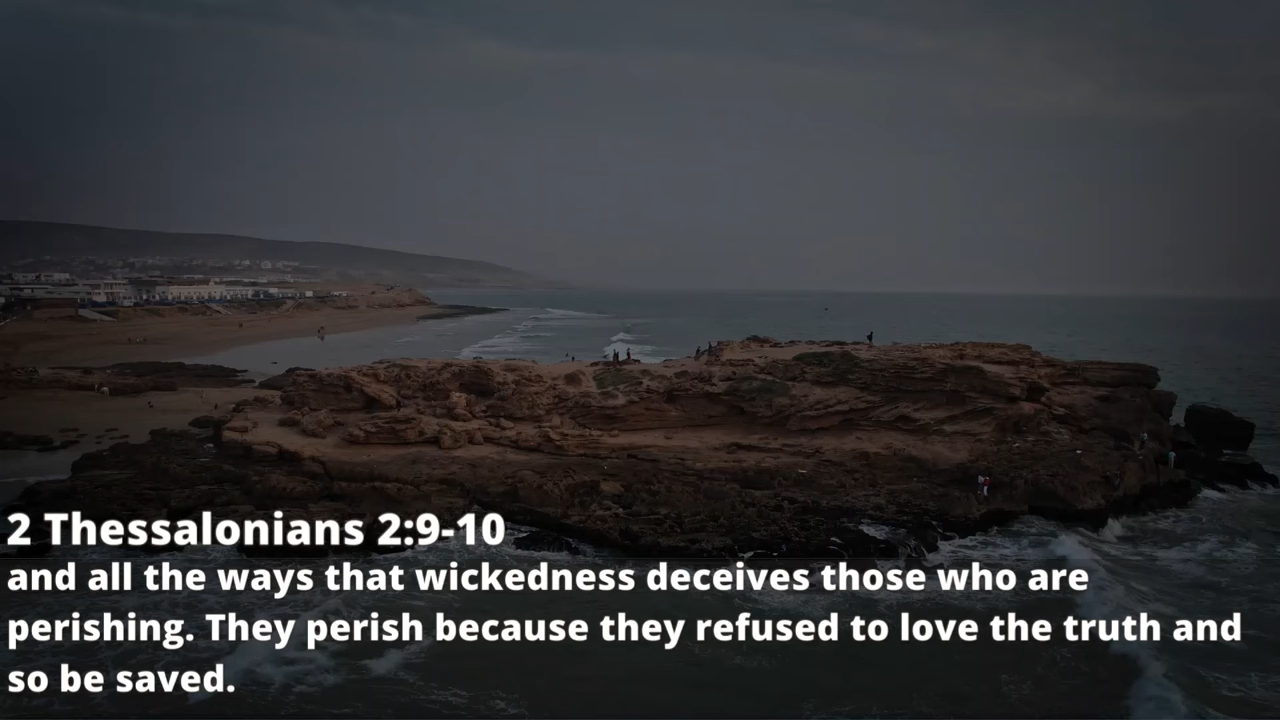 2 Thessalonians 2:9-10
and all the ways that wickedness deceives those who are
perishing. They perish because they refused to love the truth and
so be saved.